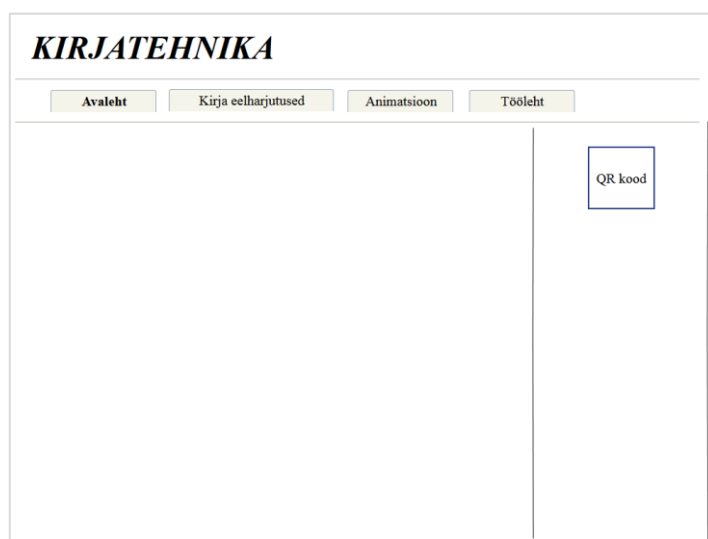 KIRJATEHNIKA
Avaleht Kirja eelharjutused Animatsioon Tööleht
QR kood